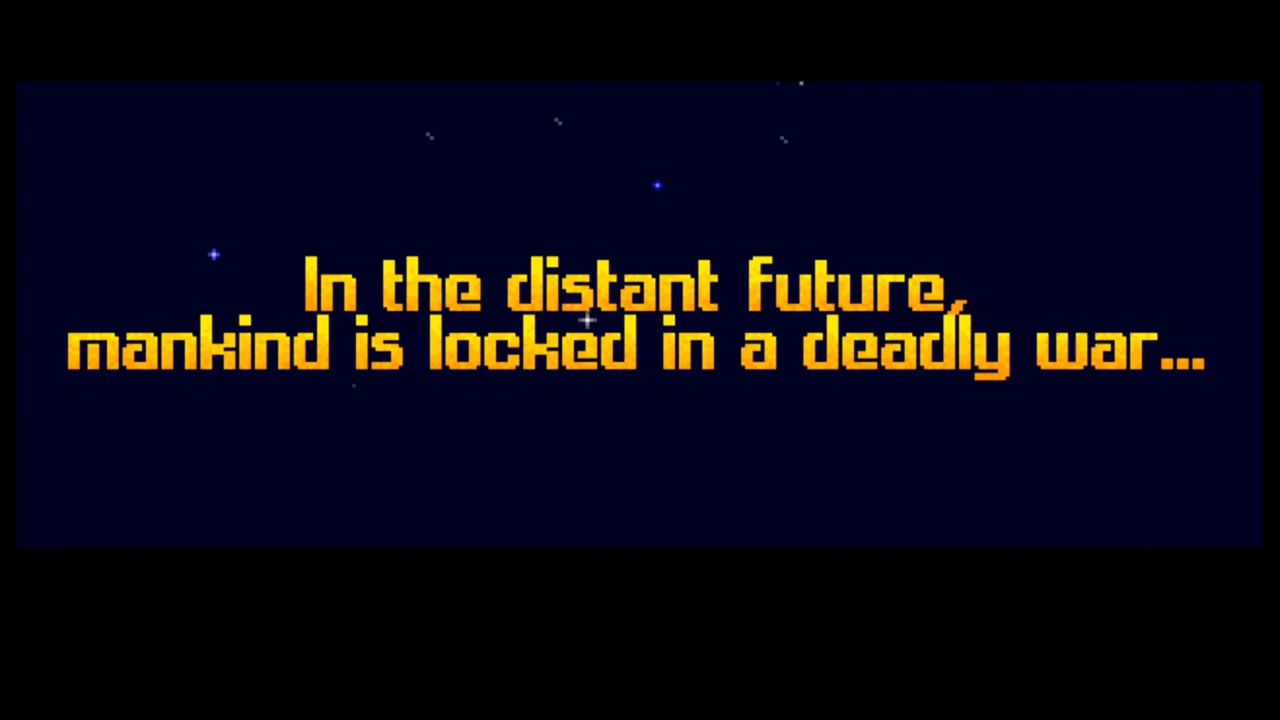 In the distant future,
mankind is locked in a deadly war...